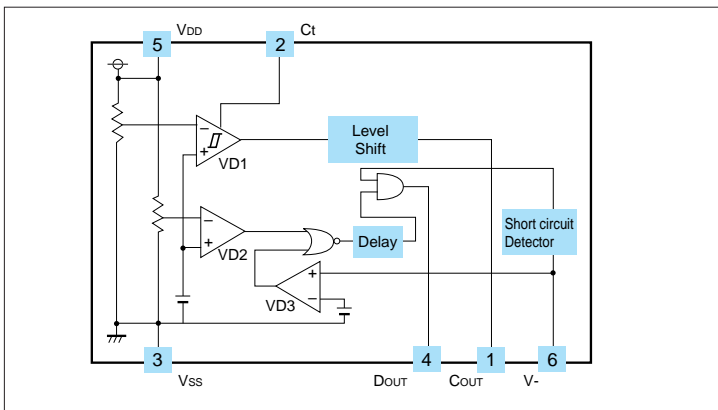 VDD
Ct
5
2
−
+
VD1
Level
Shift
−
+
VD2
Delay
Short circuit
Detector
+
−
VD3
3
4
1
6
VSS
DOUT
COUT
V-